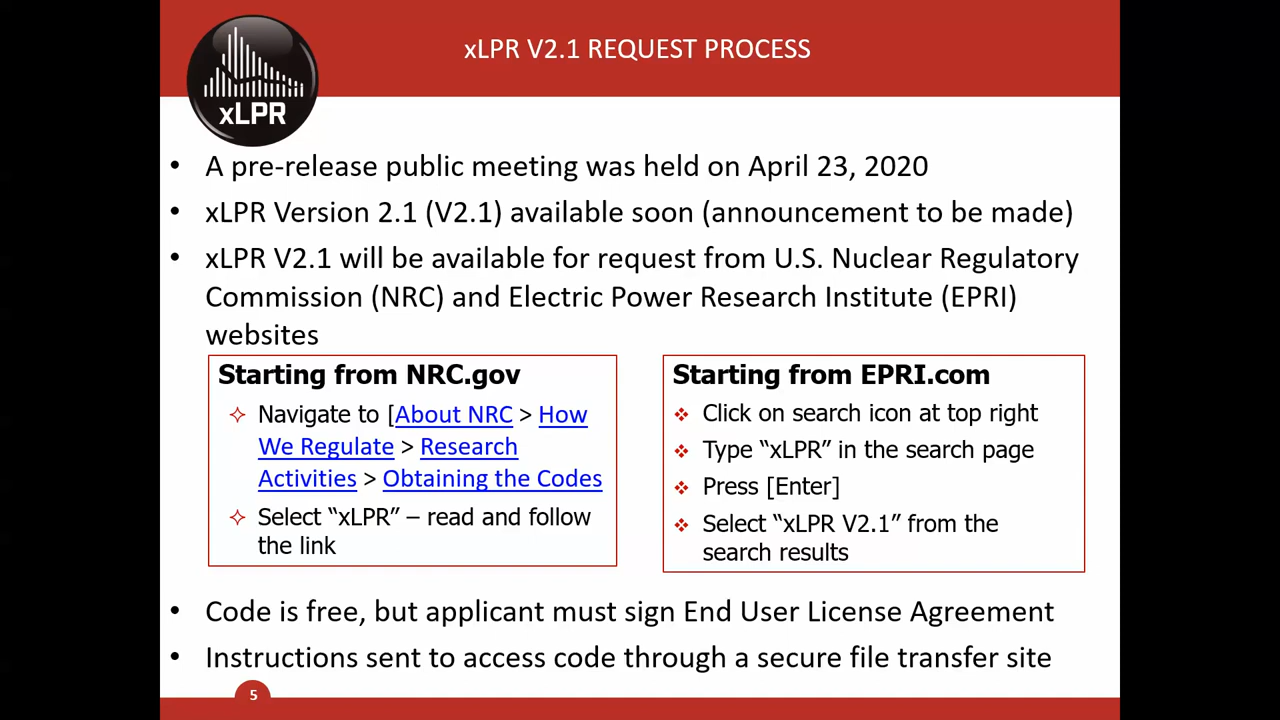 xLPR V2.1 REQUEST PROCESS
xLPR
• A pre-release public meeting was held on April 23, 2020
• xLPR Version 2.1 (V2.1) available soon (announcement to be made)
• xLPR V2.1 will be available for request from U.S. Nuclear Regulatory
Commission (NRC) and Electric Power Research Institute (EPRI)
websites
Starting from NRC.gov
Navigate to [About NRC > How
We Regulate > Research
Activities > Obtaining the Codes
Select “xLPR” – read and follow
the link
Starting from EPRI.com
Click on search icon at top right
Type “xLPR” in the search page
Press [Enter]
Select “xLPR V2.1” from the
search results
• Code is free, but applicant must sign End User License Agreement
• Instructions sent to access code through a secure file transfer site
5